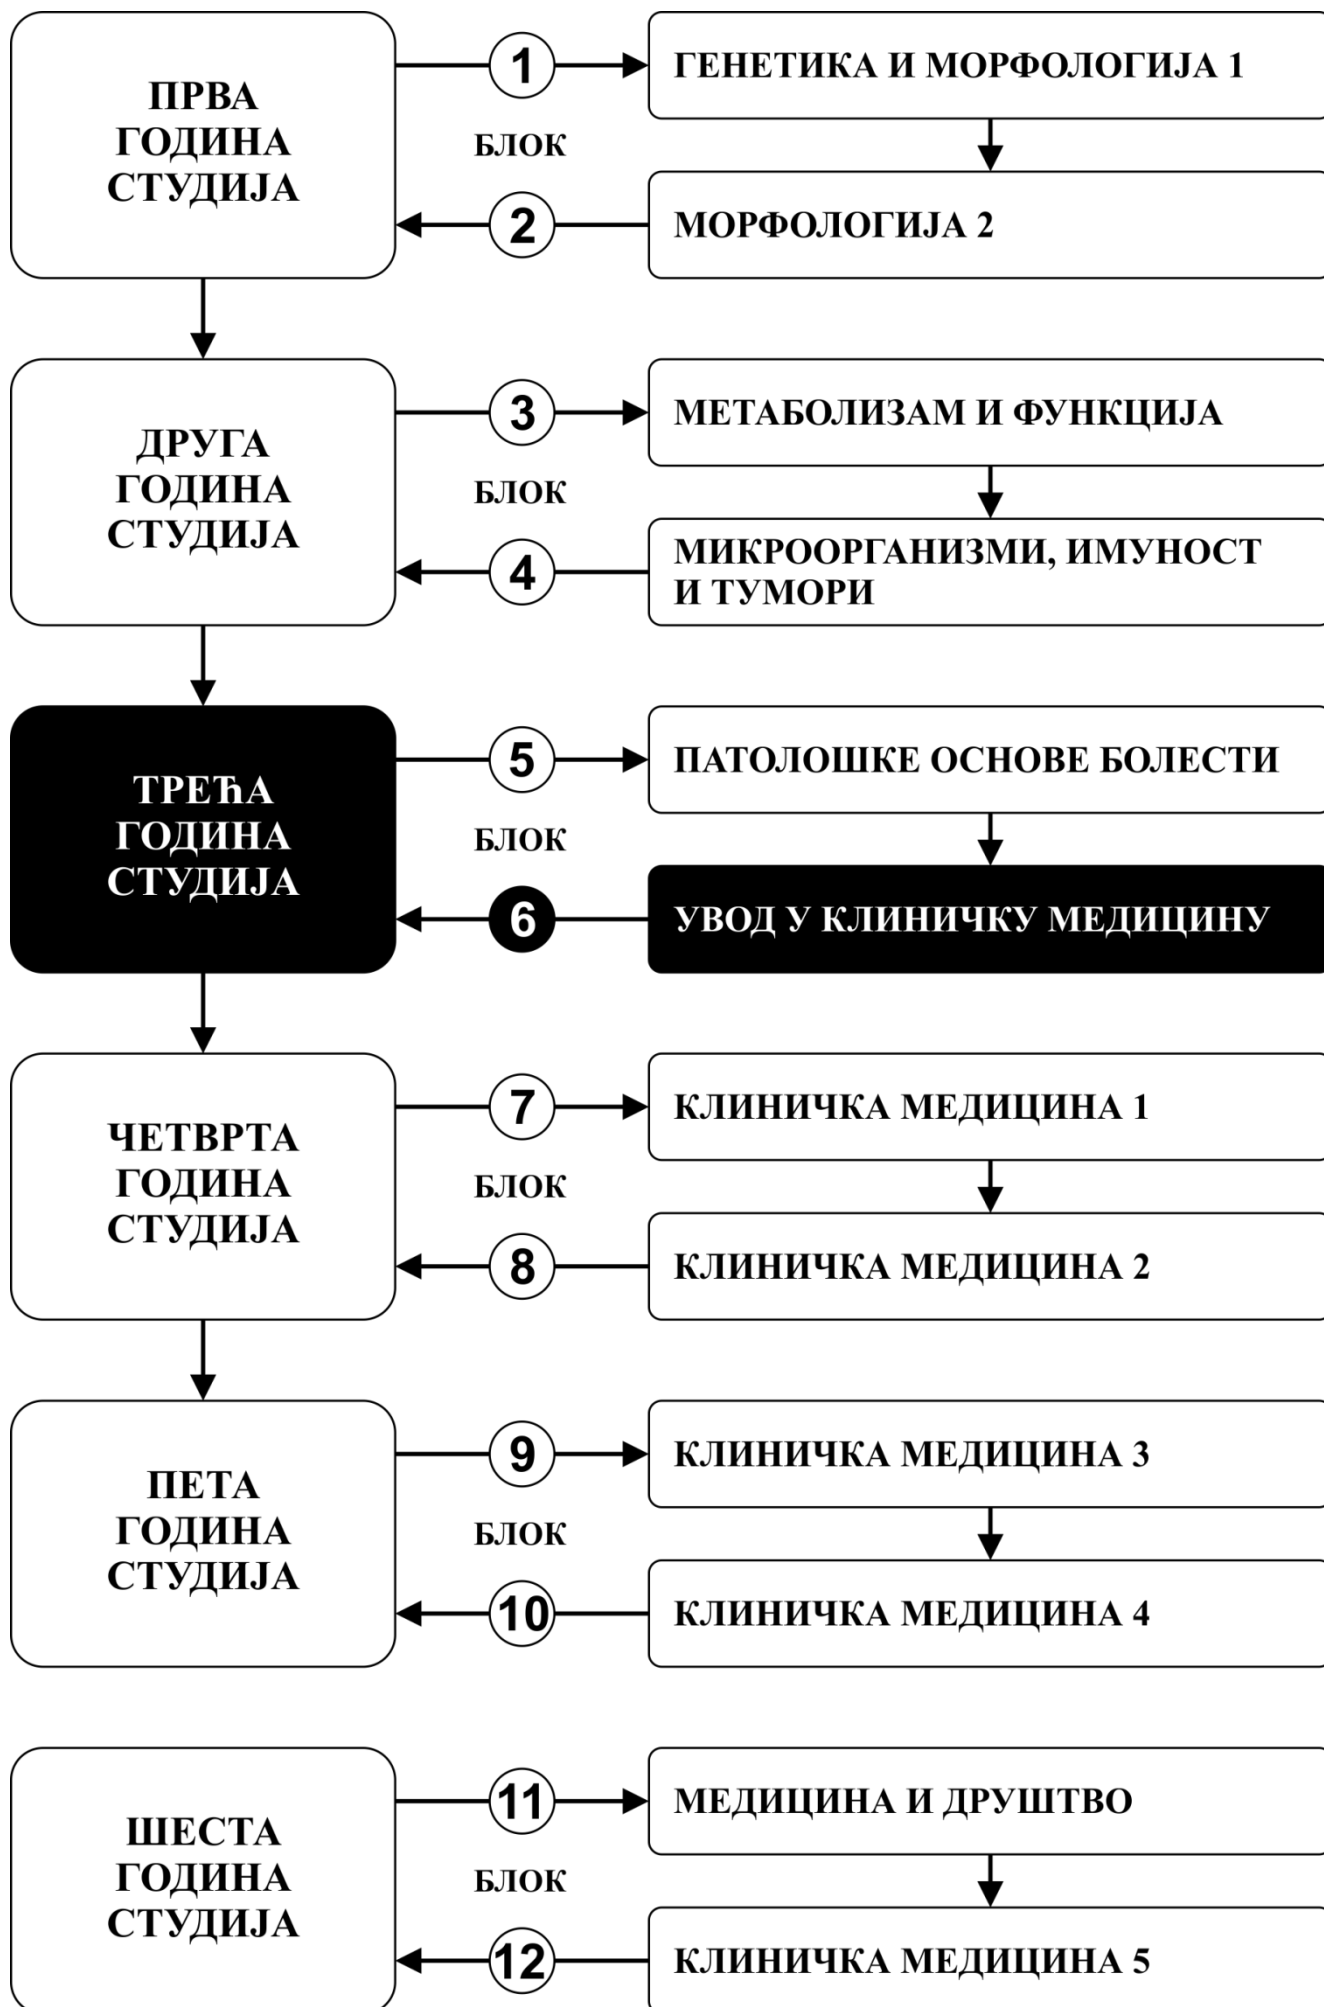 ПРВА
ГОДИНА
СТУДИЈА
1
БЛОК
2
ГЕНЕТИКА И МОРФОЛОГИЈА 1
МОРФОЛОГИЈА 2
ДРУГА
ГОДИНА
СТУДИЈА
3
БЛОК
4
МЕТАБОЛИЗАМ И ФУНКЦИЈА
МИКРООРГАНИЗМИ, ИМУНОСТ
И ТУМОРИ
ТРЕЋА
ГОДИНА
СТУДИЈА
5
БЛОК
6
ПАТОЛОШКЕ ОСНОВЕ БОЛЕСТИ
УВОД У КЛИНИЧКУ МЕДИЦИНУ
ЧЕТВРТА
ГОДИНА
СТУДИЈА
7
БЛОК
8
КЛИНИЧКА МЕДИЦИНА 1
КЛИНИЧКА МЕДИЦИНА 2
ПЕТА
ГОДИНА
СТУДИЈА
9
БЛОК
10
КЛИНИЧКА МЕДИЦИНА 3
КЛИНИЧКА МЕДИЦИНА 4
ШЕСТА
ГОДИНА
СТУДИЈА
11
БЛОК
12
МЕДИЦИНА И ДРУШТВО
КЛИНИЧКА МЕДИЦИНА 5